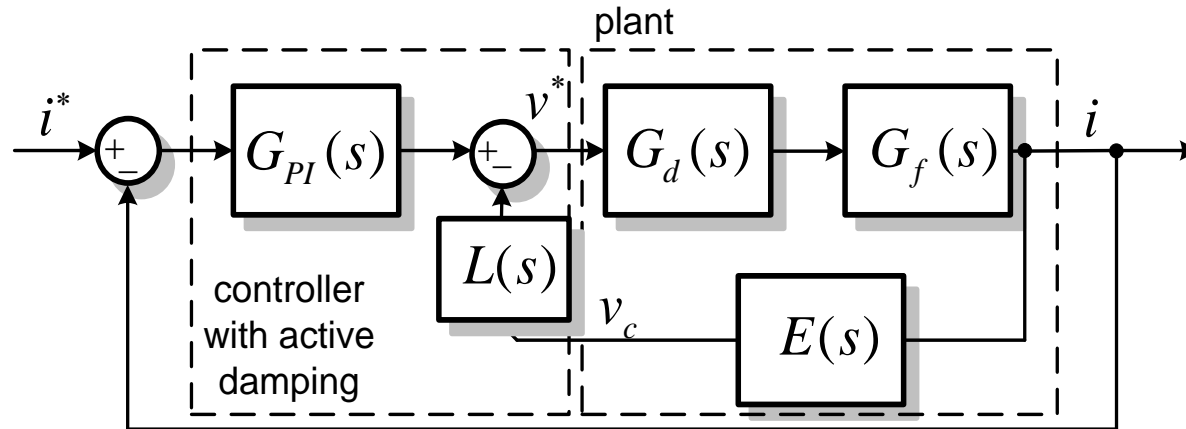 plant
i*
+
−
G_PI(s)
+
−
v*
G_d(s)
G_f(s)
i
L(s)
v_c
E(s)
controller
with active
damping